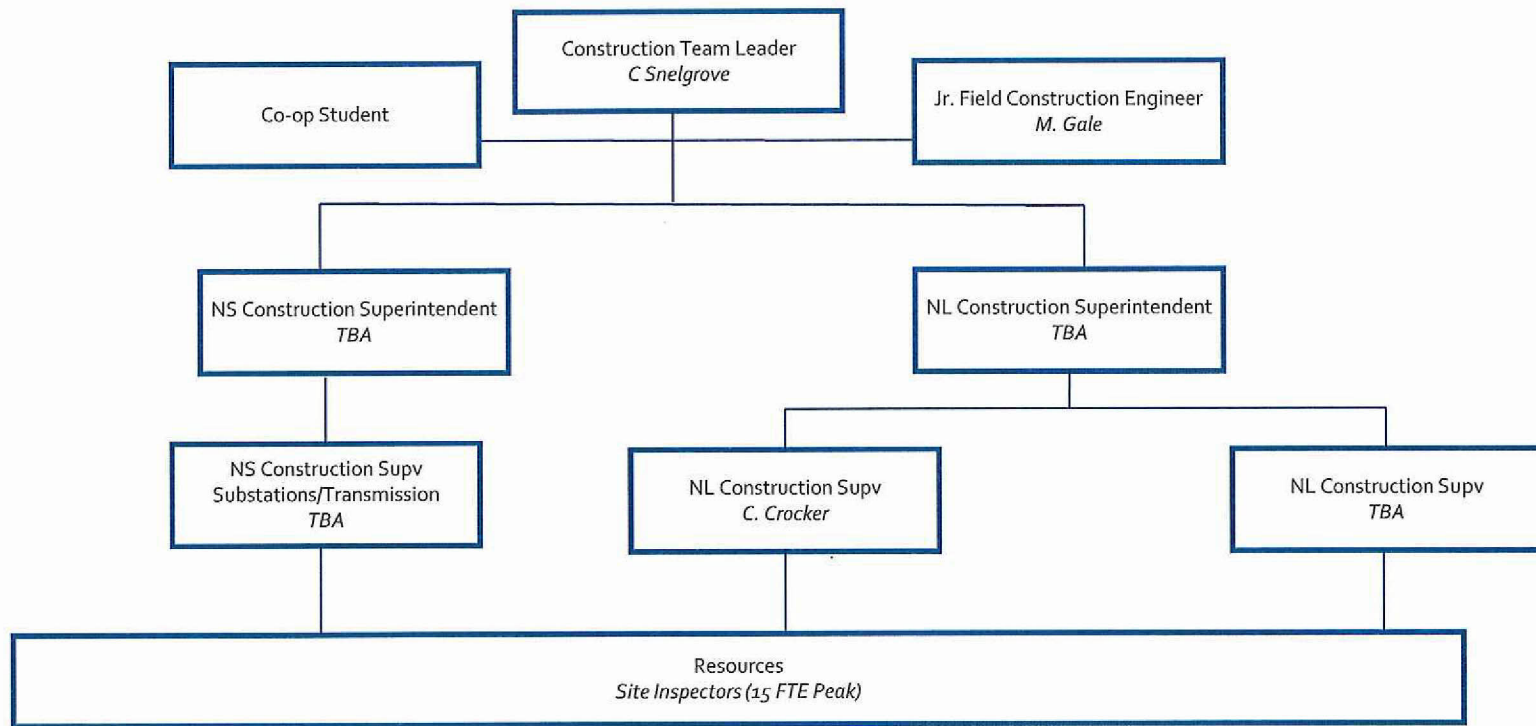 Construction Team Leader
C Snelgrove
Co-op Student
Jr. Field Construction Engineer
M. Gale
NS Construction Superintendent
TBA
NL Construction Superintendent
TBA
NS Construction Supv
Substations/Transmission
TBA
NL Construction Supv
C. Crocker
NL Construction Supv
TBA
Resources
Site Inspectors (15 FTE Peak)